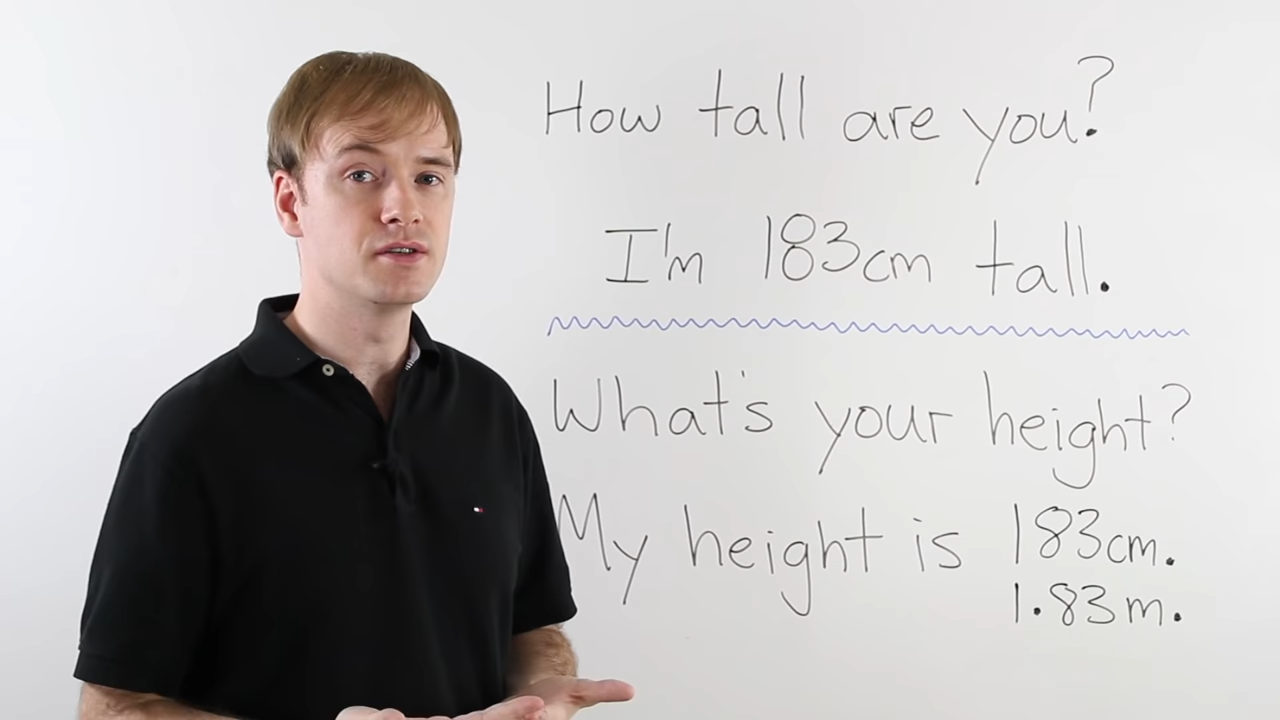 How tall are you?
I'm 183cm tall.
What's your height?
My height is 183cm.
1.83m.